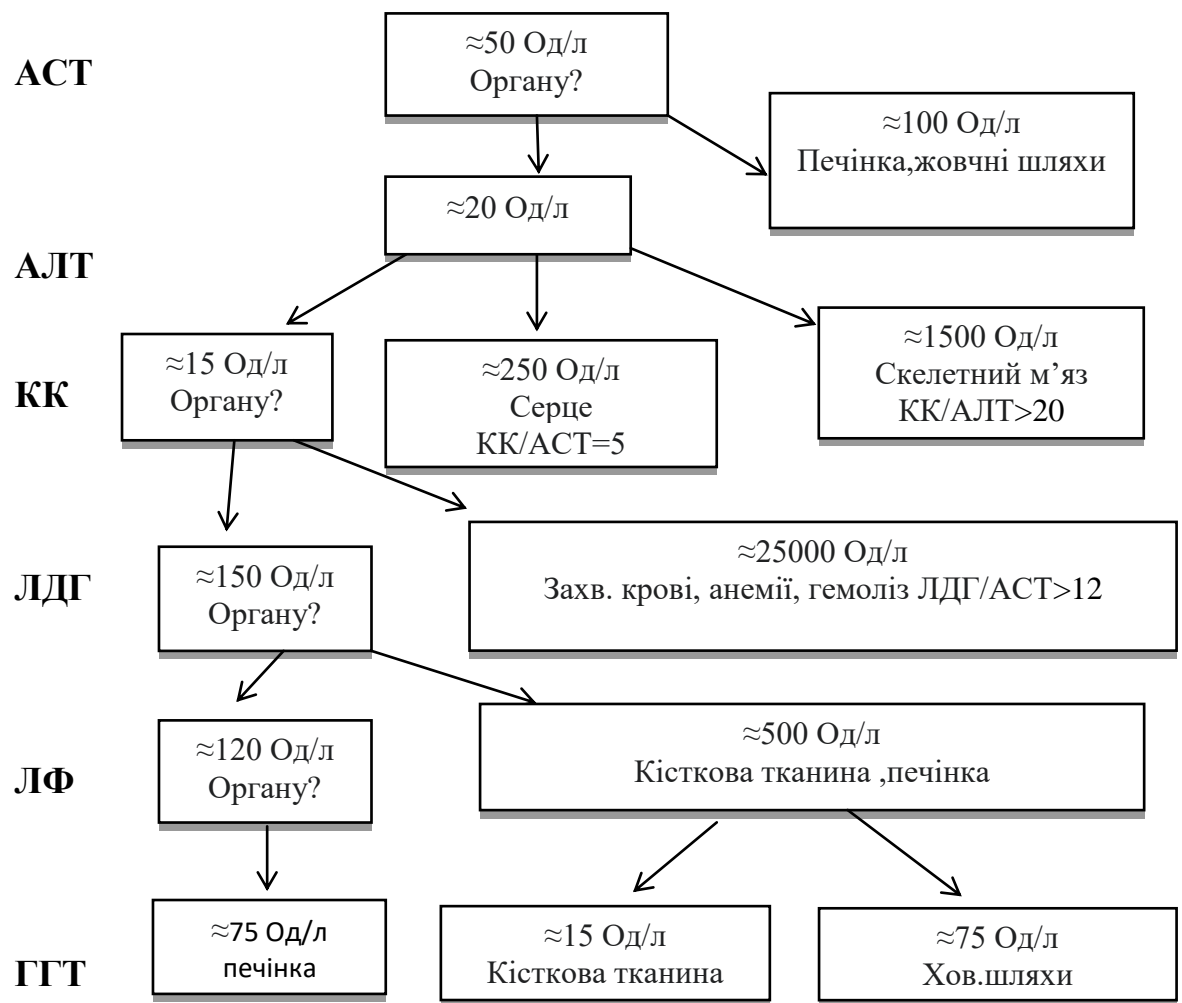 АСТ
≈50 Од/л
Органу?
≈100 Од/л
Печінка,жовчні шляхи
≈20 Од/л
АЛТ
≈15 Од/л
Органу?
≈250 Од/л
Серце
КК/АСТ=5
≈1500 Од/л
Скелетний м’яз
КК/АЛТ>20
КК
≈150 Од/л
Органу?
≈25000 Од/л
Захв. крові, анемії, гемоліз ЛДГ/АСТ>12
ЛДГ
≈120 Од/л
Органу?
≈500 Од/л
Кісткова тканина ,печінка
ЛФ
≈75 Од/л
печінка
≈15 Од/л
Кісткова тканина
≈75 Од/л
Хов.шляхи
ГГТ